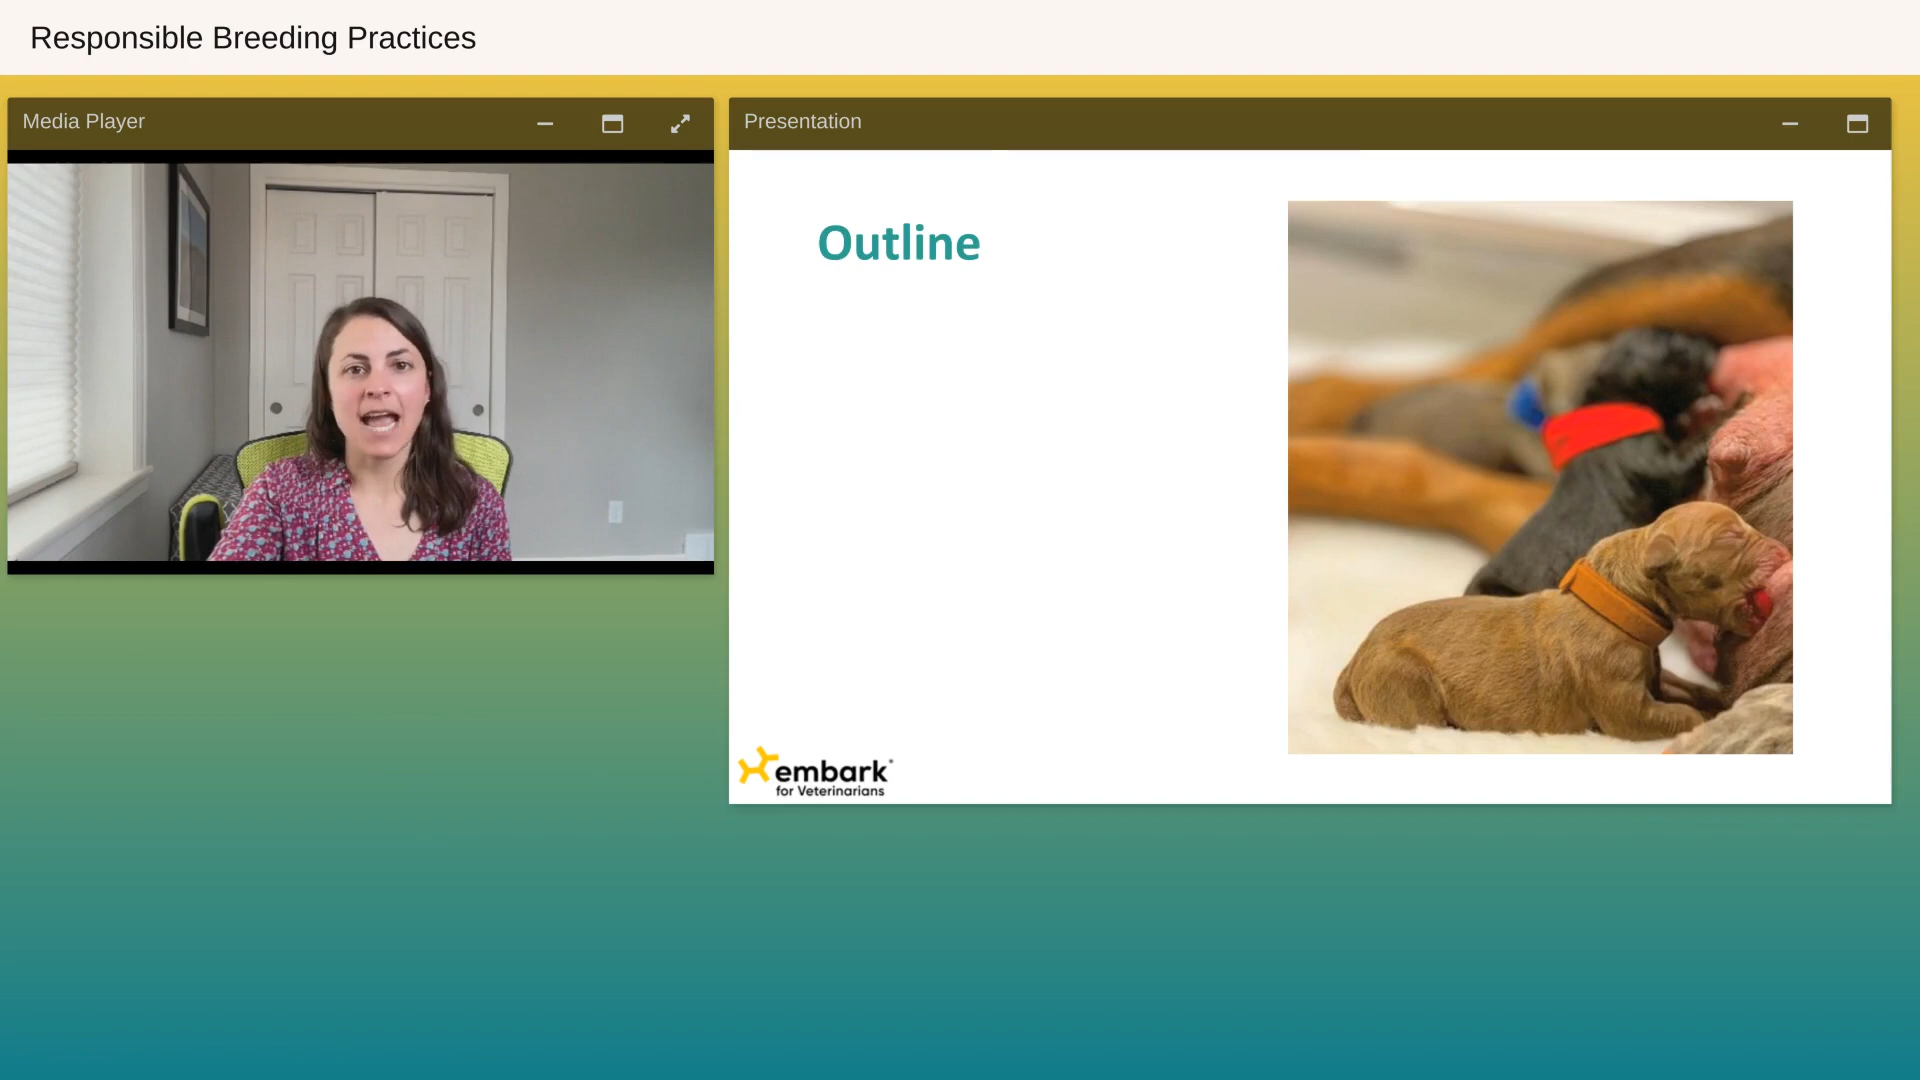 Responsible Breeding Practices
Media Player
Presentation
Outline
embark
for Veterinarians